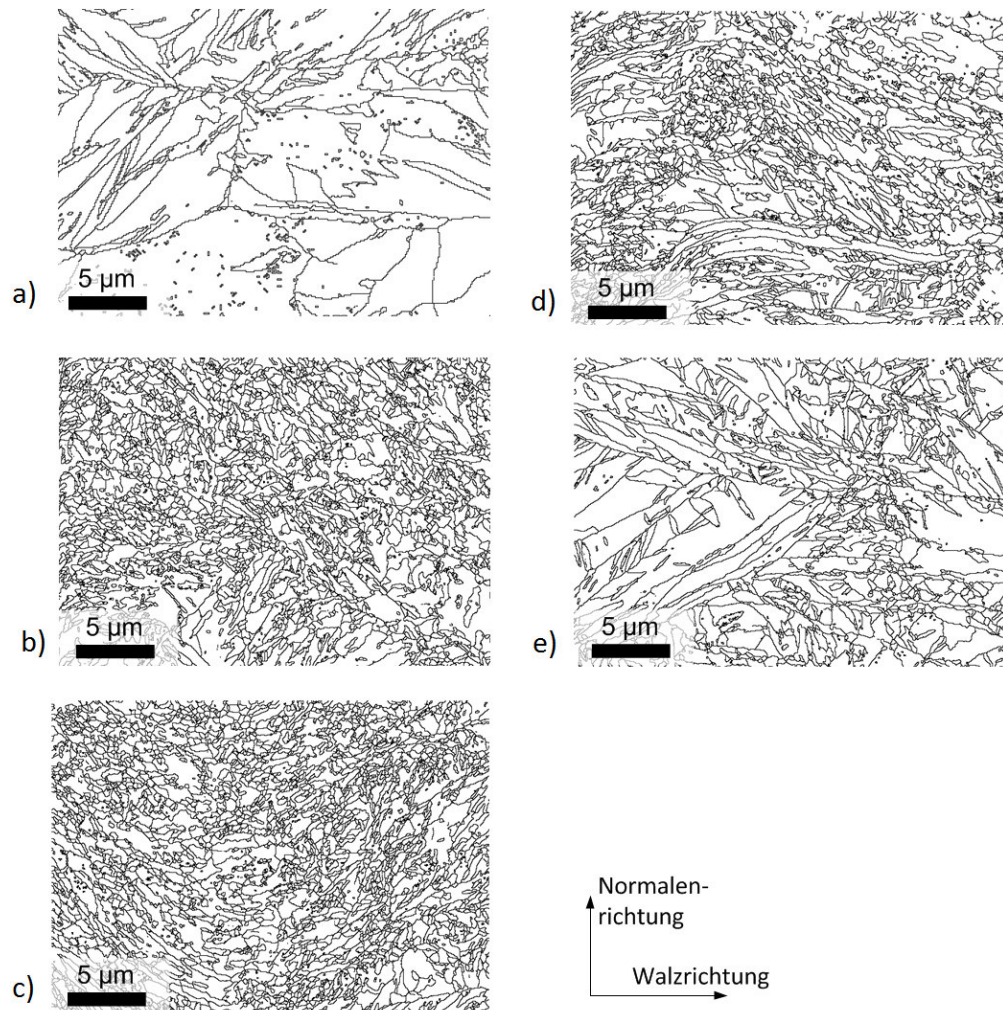 5 µm
a)
5 µm
b)
5 µm
c)
5 µm
d)
5 µm
e)
Normalen-
richtung
Walzrichtung